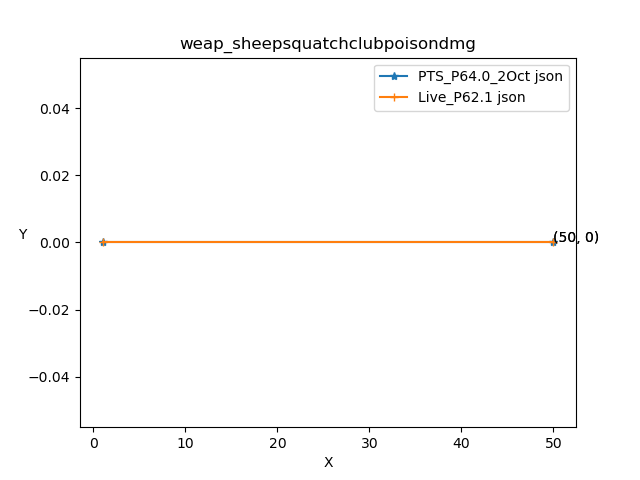 weap_sheepsquatchclubpoisondmg
PTS_P64.0_2Oct json
Live_P62.1 json
0.04
0.02
0.00
−0.02
−0.04
Y
(50, 0)
0 10 20 30 40 50
X